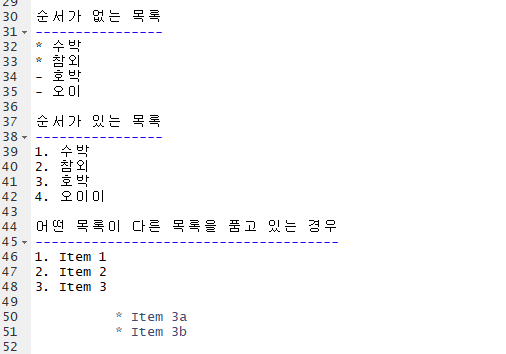 29
30 순서가 없는 목록
31 ----------------
32 * 수박
33 * 참외
34 - 호박
35 - 오이
36
37 순서가 있는 목록
38 ----------------
39 1. 수박
40 2. 참외
41 3. 호박
42 4. 오이이
43
44 어떤 목록이 다른 목록을 품고 있는 경우
45 --------------------------------------
46 1. Item 1
47 2. Item 2
48 3. Item 3
49
50 * Item 3a
51 * Item 3b
52